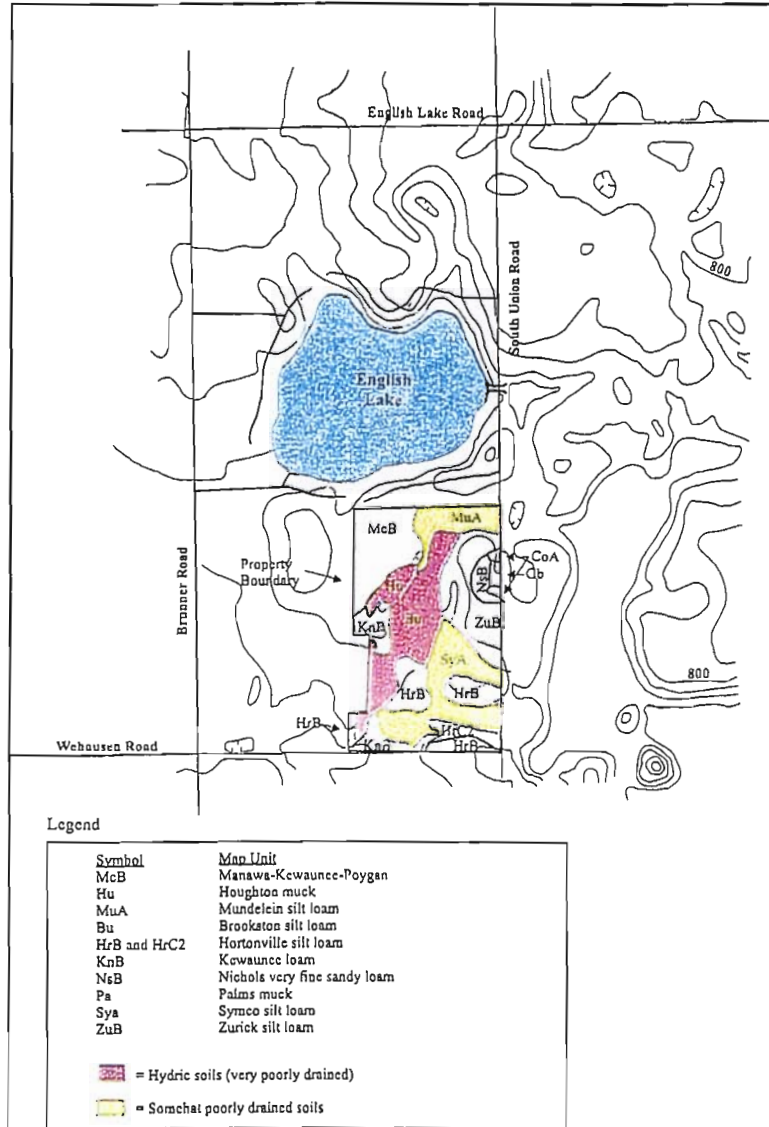 English Lake Road
800
South Union Road
English
Lake
McB
MuA
CoA
Cb
NsB
Property
Boundary
Hu
Brunner Road
KnB
Bu
ZuB
SyA
800
HrB
HrB
HrB
HrC2
Wehausen Road
HrB
Legend
Symbol Map Unit
McB Manawa-Kewaunee-Poygan
Hu Houghton muck
MuA Mundelein silt loam
Bu Brookston silt loam
HrB and HrC2 Hortonville silt loam
KnB Kewaunee loam
NsB Nichols very fine sandy loam
Pa Palms muck
Sya Symco silt loam
ZuB Zurick silt loam
= Hydric soils (very poorly drained)
= Somchat poorly drained soils